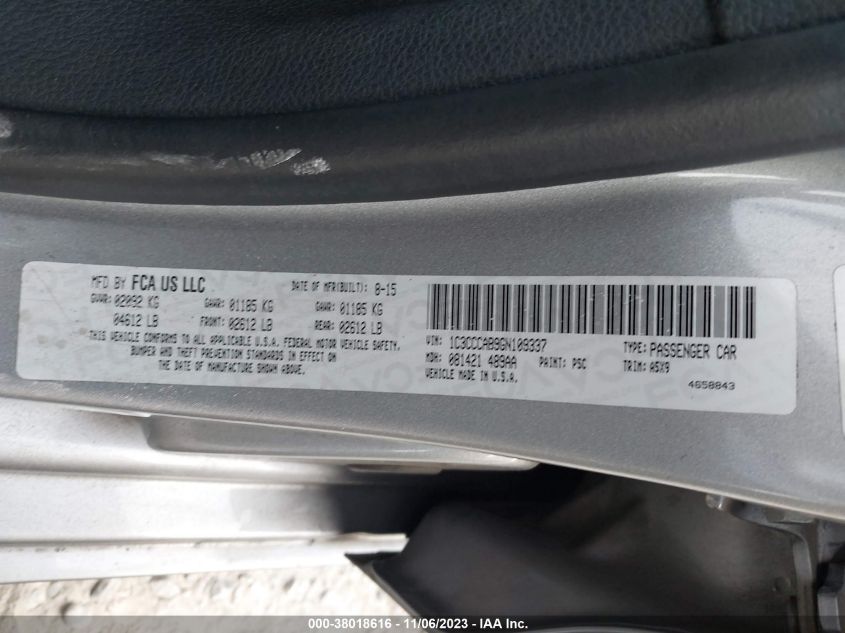 MFD BY FCA US LLC DATE OF MFR(BUILT): 8-15
GVWR: 02092 KG GAWR: 01185 KG GAWR: 01185 KG
04612 LB FRONT: 02612 LB REAR: 02612 LB
THIS VEHICLE CONFORMS TO ALL APPLICABLE U.S.A. FEDERAL MOTOR VEHICLE SAFETY,
BUMPER AND THEFT PREVENTION STANDARDS IN EFFECT ON
THE DATE OF MANUFACTURE SHOWN ABOVE.
VIN: 1C3CCCAB9GN109337 TYPE: PASSENGER CAR
MDH: 081421 489AA PAINT: PSC TRIM: A5X9
VEHICLE MADE IN U.S.A. 4658843
000-38018616 - 11/06/2023 - © Copyright 2023, IAA, Inc.